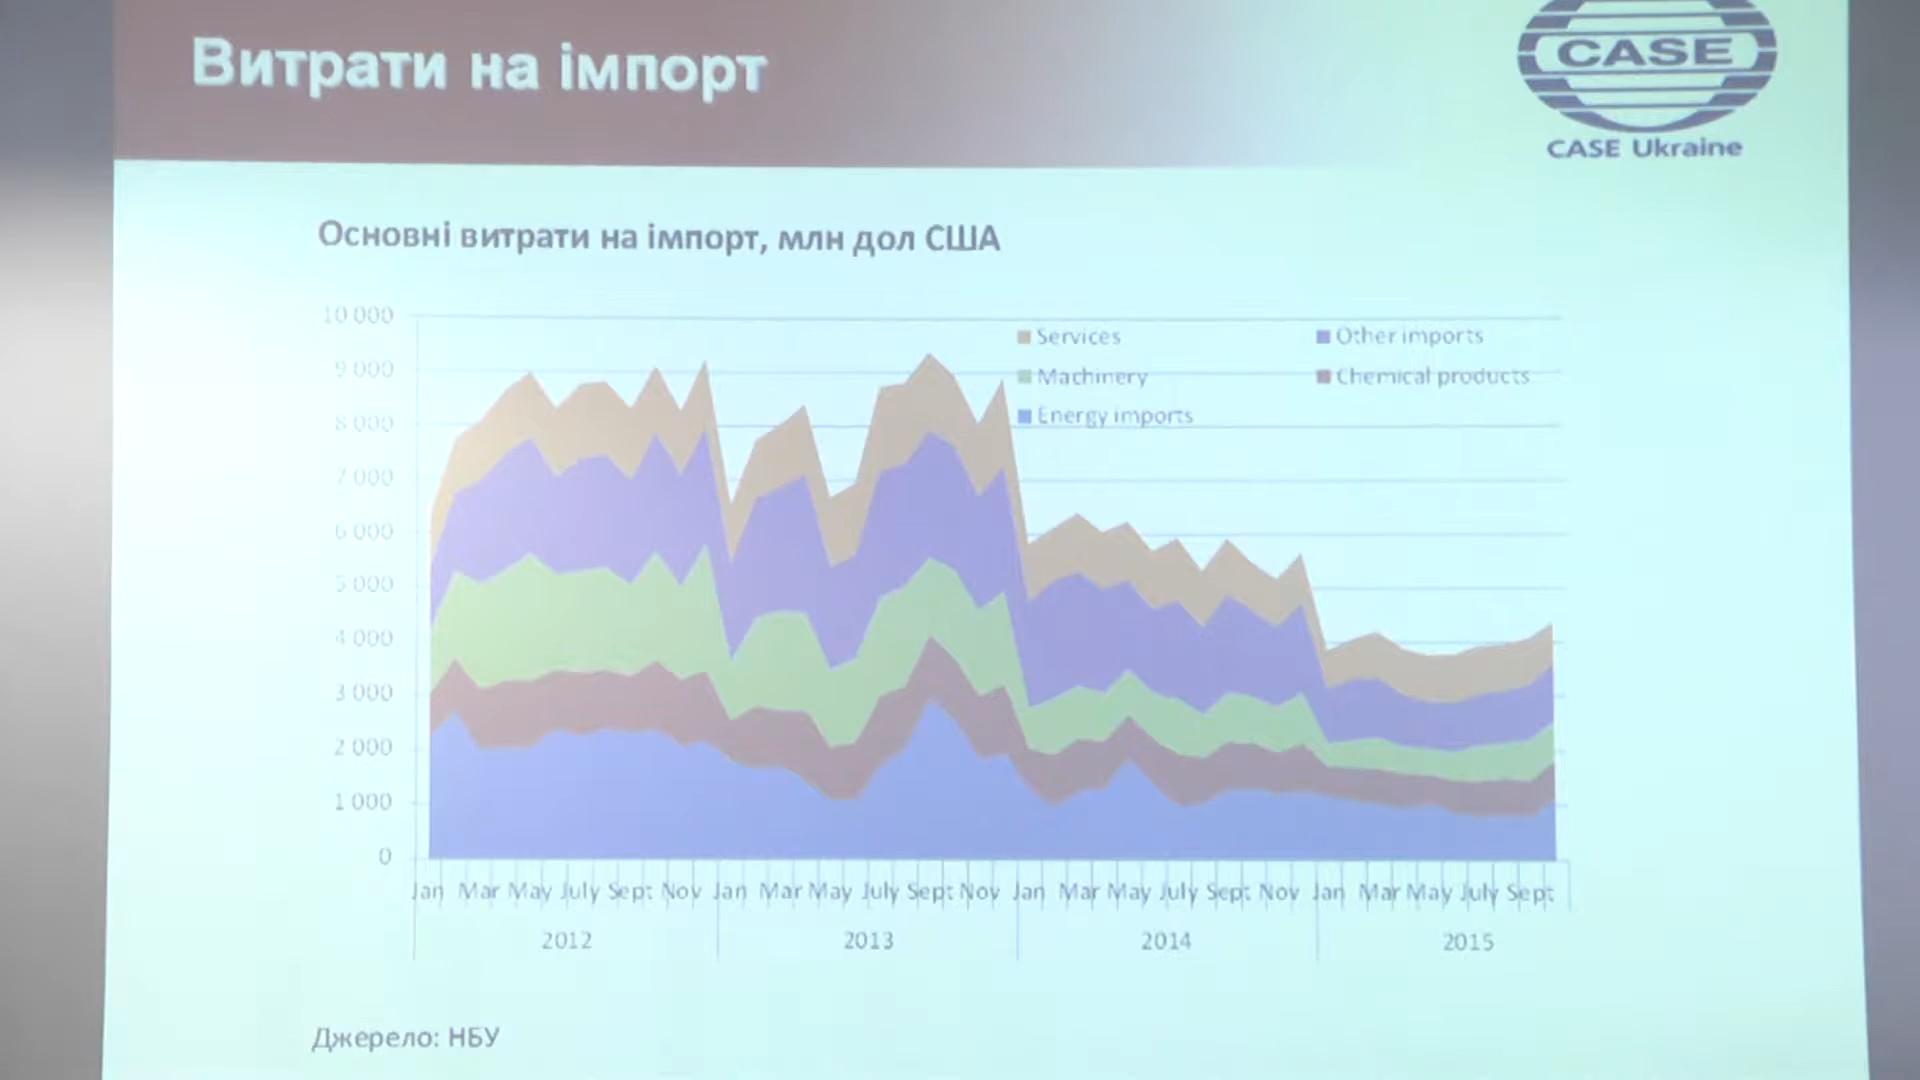 Витрати на імпорт
CASE
CASE Ukraine
Основні витрати на імпорт, млн дол США
10 000
9 000
8 000
7 000
6 000
5 000
4 000
3 000
2 000
1 000
0
Services
Other imports
Machinery
Chemical products
Energy imports
Jan Mar May July Sept Nov Jan Mar May July Sept Nov Jan Mar May July Sept Nov Jan Mar May July Sept
2012 2013 2014 2015
Джерело: НБУ